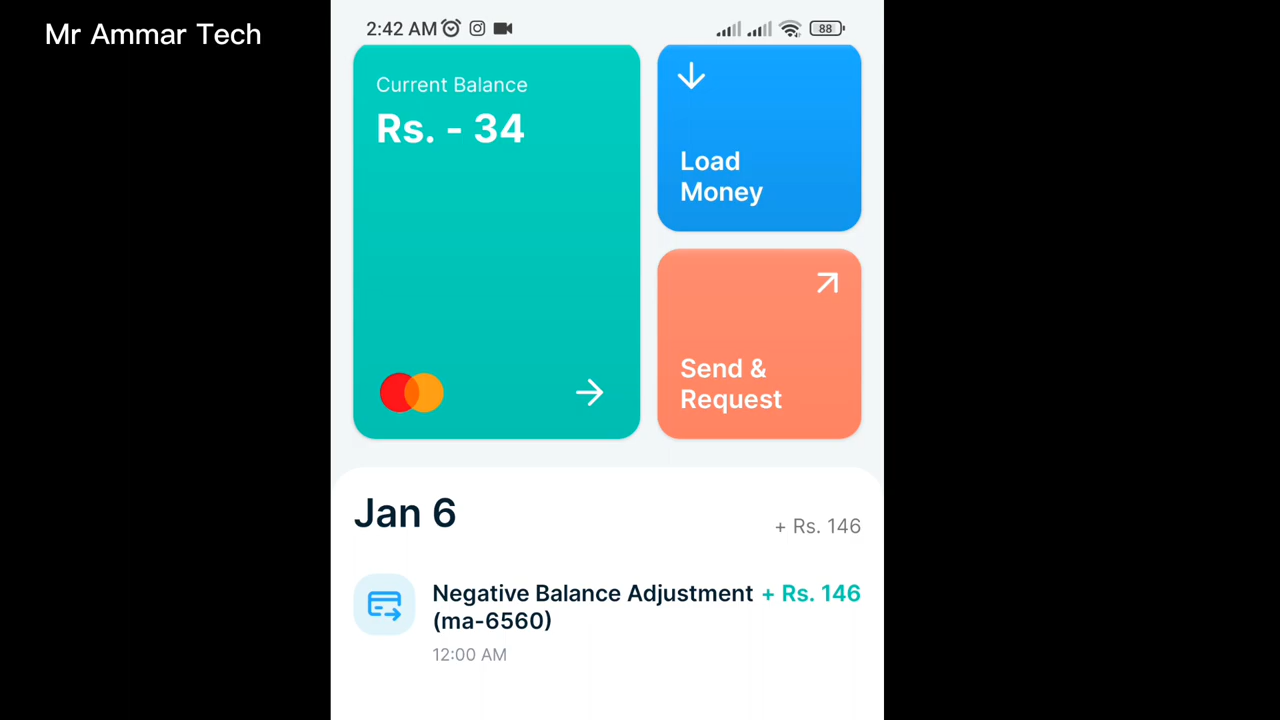 Mr Ammar Tech
2:42 AM
88
Current Balance
Rs. - 34
Load
Money
Send &
Request
Jan 6
+ Rs. 146
Negative Balance Adjustment + Rs. 146
(ma-6560)
12:00 AM